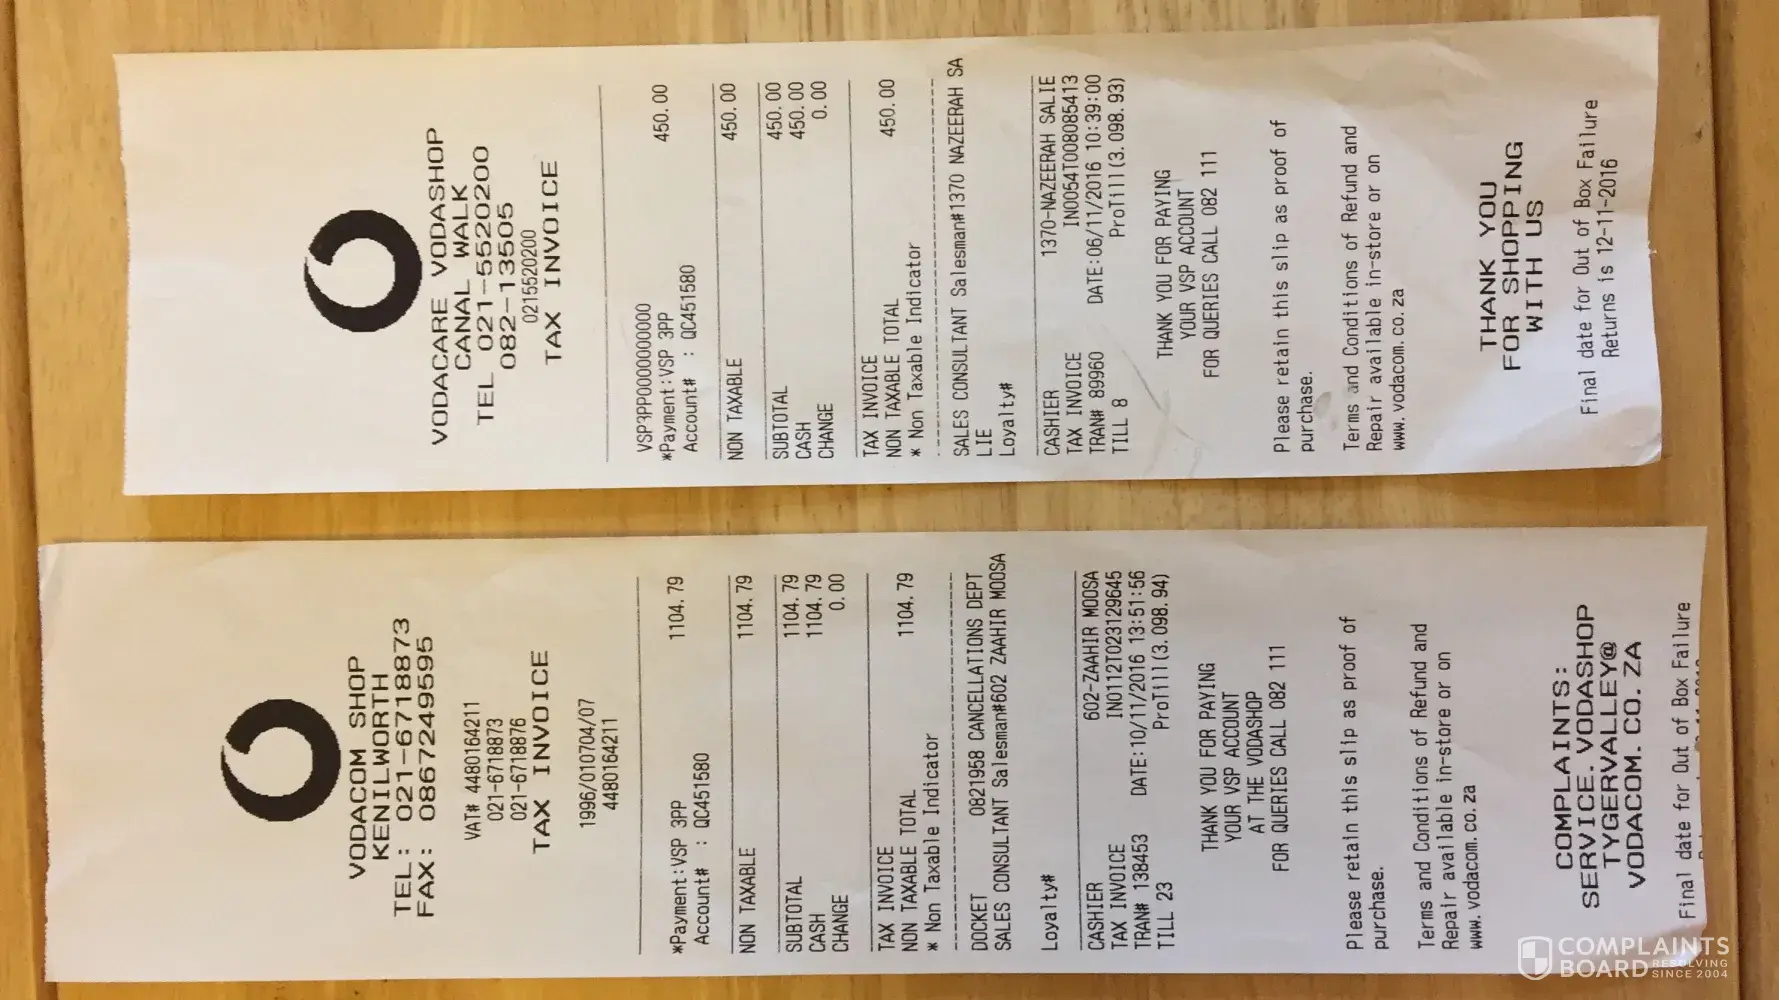 VODACARE VODASHOP
CANAL WALK
TEL 021-5520200
082-13505
0215520200
TAX INVOICE
VSP3PP0000000000000 450.00
*Payment:VSP 3PP
Account# : QC451580
NON TAXABLE 450.00
SUBTOTAL 450.00
CASH 450.00
CHANGE 0.00
TAX INVOICE
NON TAXABLE TOTAL 450.00
* Non Taxable Indicator
SALES CONSULTANT Salesman#1370 NAZEERAH SA
LIE
Loyalty#
CASHIER 1370-NAZEERAH SALIE
TAX INVOICE IN0054T008085413
TRAN# 89960 DATE:06/11/2016 10:39:00
TILL 8 ProTill(3.098.93)
THANK YOU FOR PAYING
YOUR VSP ACCOUNT
FOR QUERIES CALL 082 111
Please retain this slip as proof of
purchase.
Terms and Conditions of Refund and
Repair available in-store or on
www.vodacom.co.za
THANK YOU
FOR SHOPPING
WITH US
Final date for Out of Box Failure
Returns is 12-11-2016
VODACOM SHOP
KENILWORTH
TEL: 021-6718873
FAX: 0867249595
VAT# 4480164211
021-6718873
021-6718876
TAX INVOICE
1996/010704/07
4480164211
*Payment:VSP 3PP 1104.79
Account# : QC451580
NON TAXABLE 1104.79
SUBTOTAL 1104.79
CASH 1104.79
CHANGE 0.00
TAX INVOICE
NON TAXABLE TOTAL 1104.79
* Non Taxable Indicator
DOCKET 0821958 CANCELLATIONS DEPT
SALES CONSULTANT Salesman#602 ZAAHIR MOOSA
Loyalty#
CASHIER 602-ZAAHIR MOOSA
TAX INVOICE IN0112T023129645
TRAN# 138453 DATE:10/11/2016 13:51:56
TILL 23 ProTill(3.098.94)
THANK YOU FOR PAYING
YOUR VSP ACCOUNT
AT THE VODASHOP
FOR QUERIES CALL 082 111
Please retain this slip as proof of
purchase.
Terms and Conditions of Refund and
Repair available in-store or on
www.vodacom.co.za
COMPLAINTS:
SERVICE.VODASHOP
TYGERVALLEY@
VODACOM.CO.ZA
Final date for Out of Box Failure
COMPLAINTS
BOARD RESOLVING
SINCE 2004